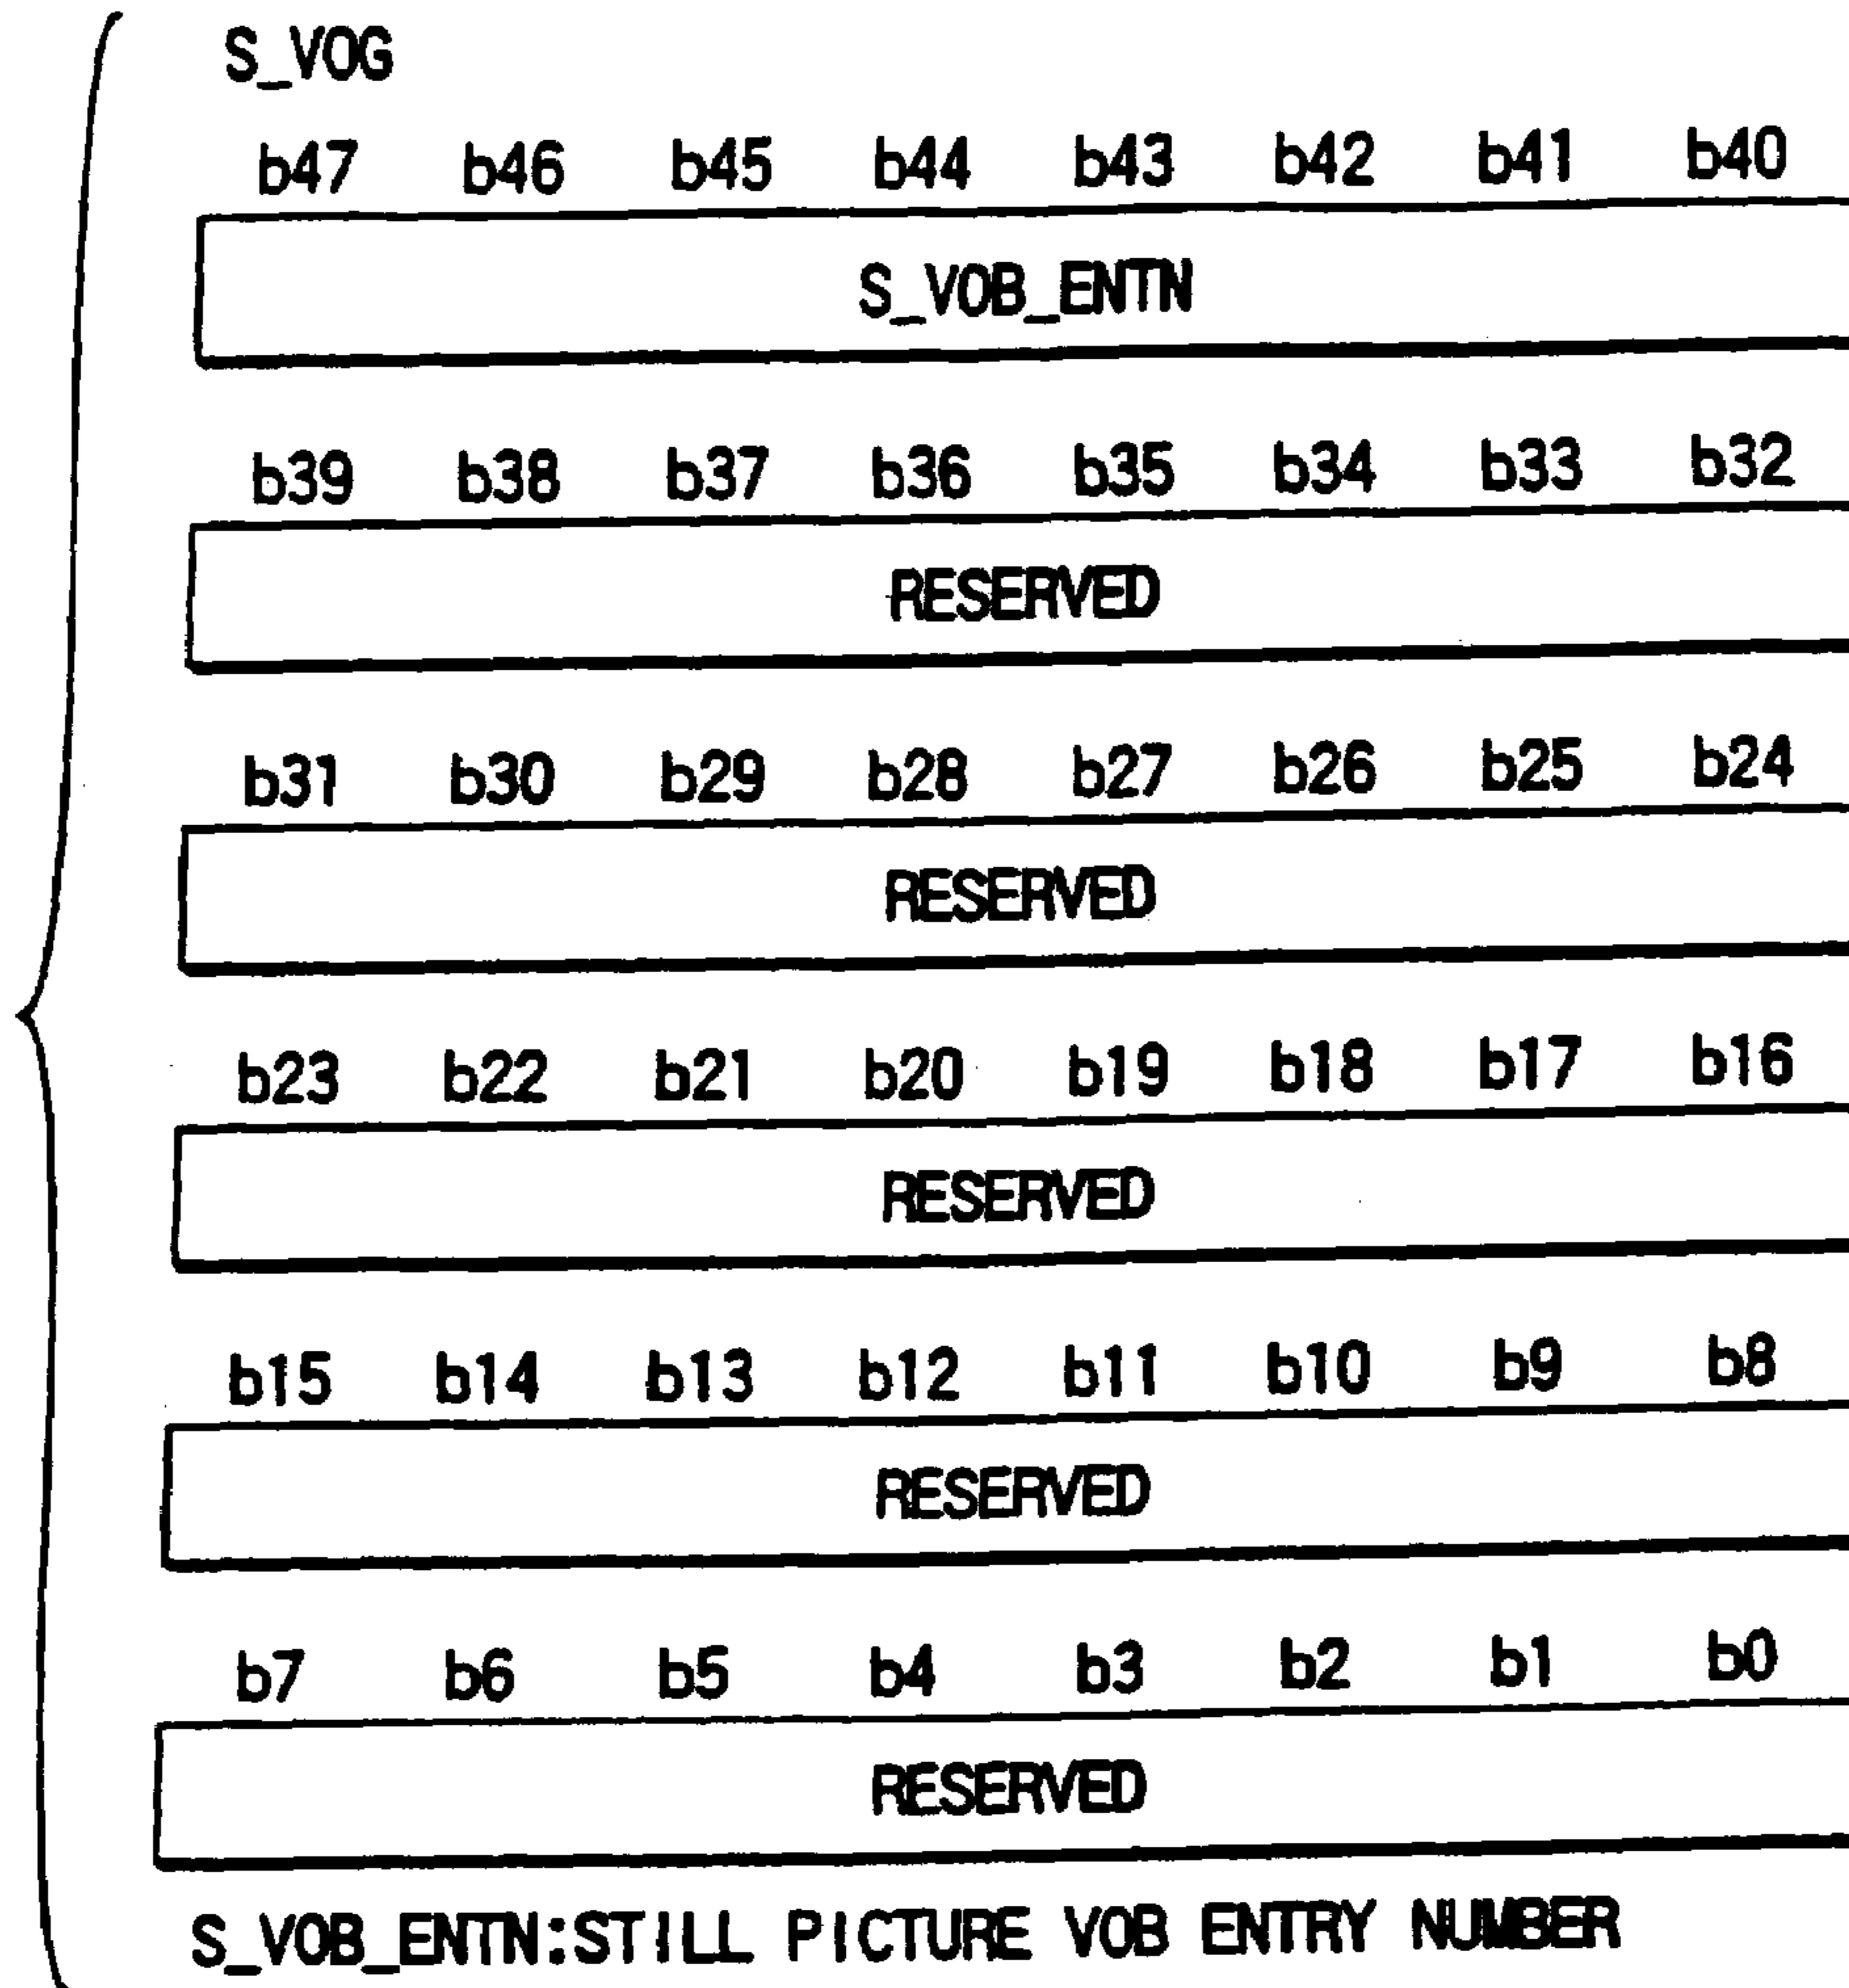 S_VOG
b47 b46 b45 b44 b43 b42 b41 b40
S_VOB_ENTN
b39 b38 b37 b36 b35 b34 b33 b32
RESERVED
b31 b30 b29 b28 b27 b26 b25 b24
RESERVED
b23 b22 b21 b20 b19 b18 b17 b16
RESERVED
b15 b14 b13 b12 b11 b10 b9 b8
RESERVED
b7 b6 b5 b4 b3 b2 b1 b0
RESERVED
S_VOB_ENTN:STILL PICTURE VOB ENTRY NUMBER